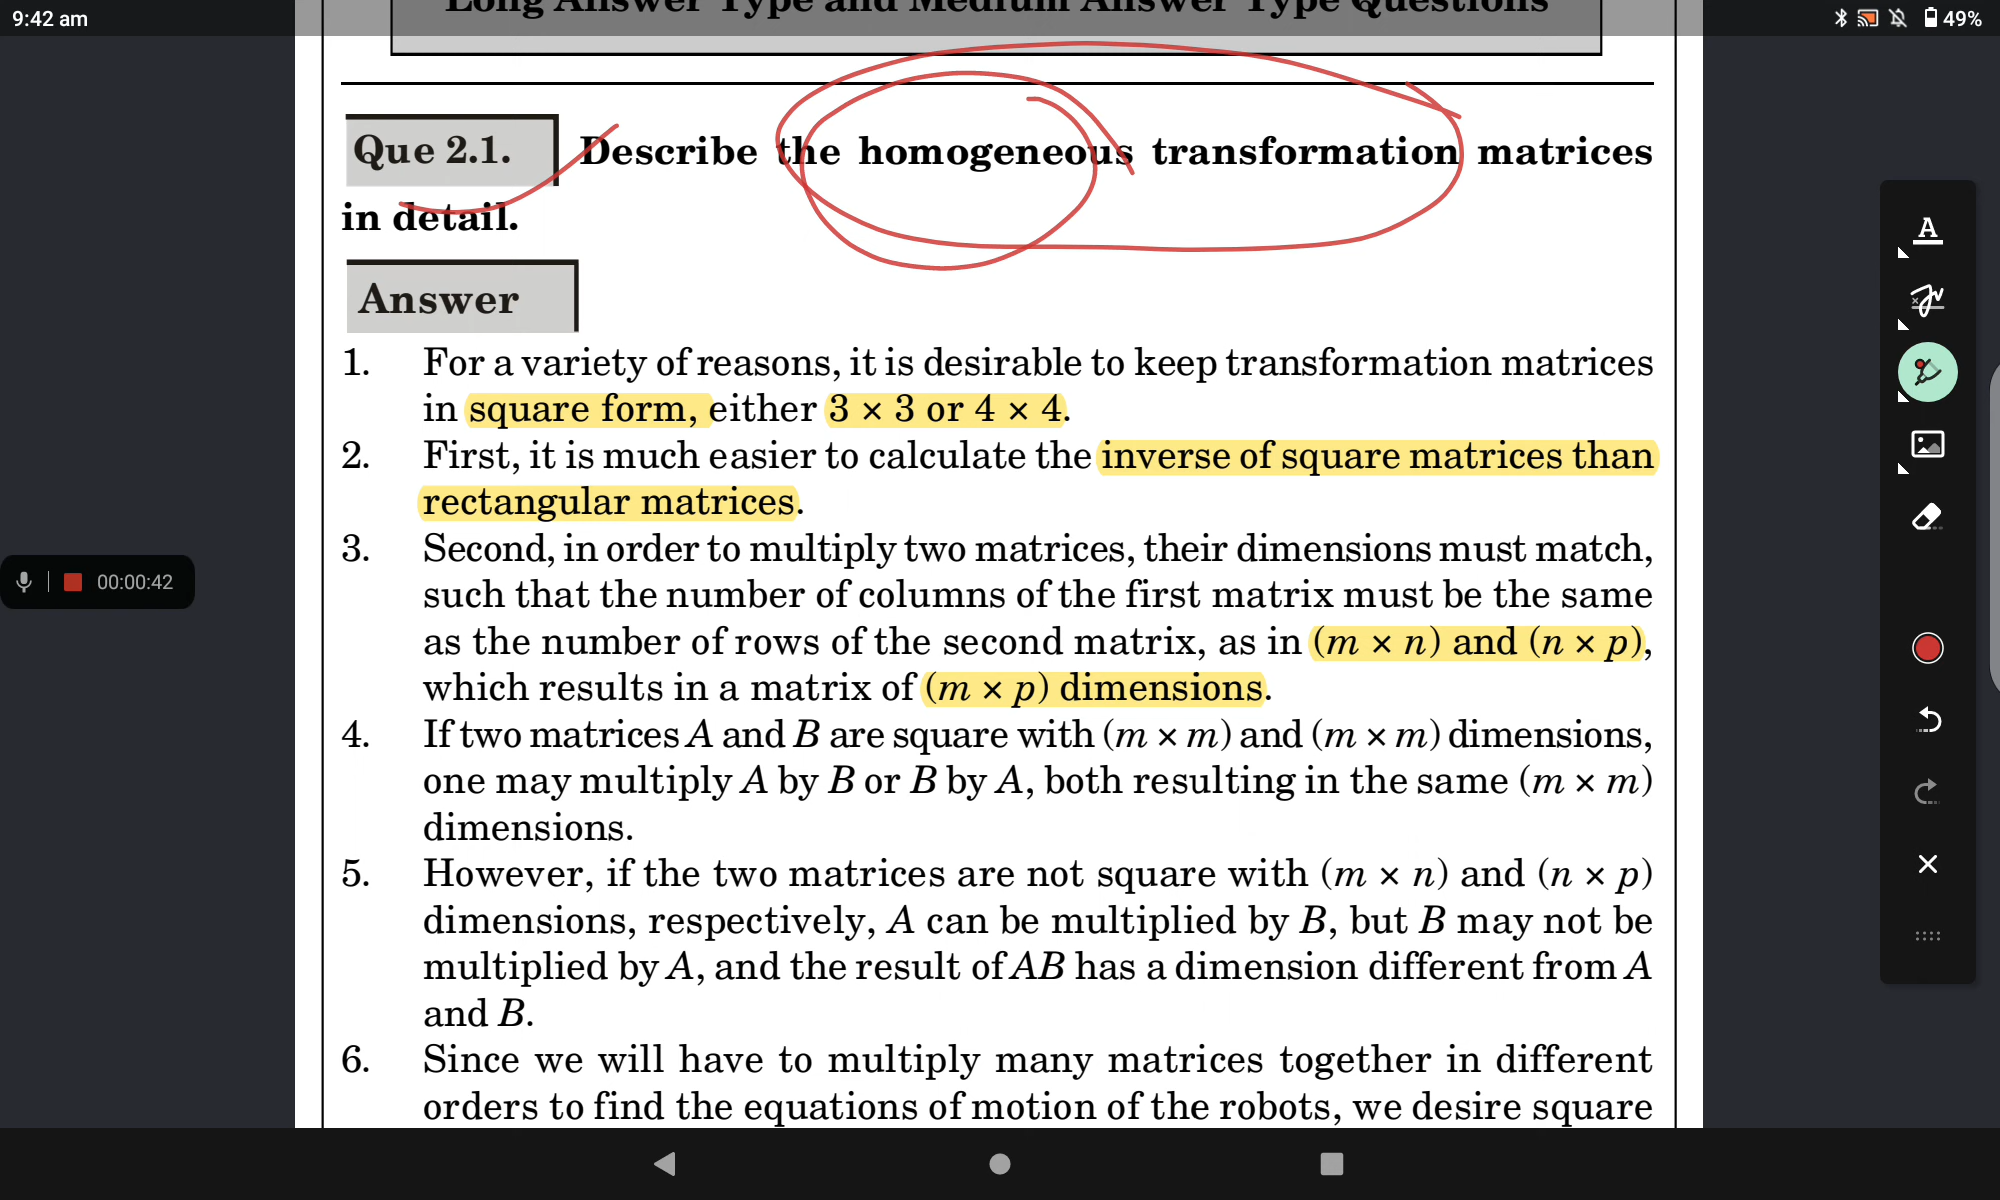 9:42 am
49%
Long Answer Type and Medium Answer Type Questions
Que 2.1. Describe the homogeneous transformation matrices
in detail.
Answer
1. For a variety of reasons, it is desirable to keep transformation matrices
in square form, either 3 × 3 or 4 × 4.
2. First, it is much easier to calculate the inverse of square matrices than
rectangular matrices.
3. Second, in order to multiply two matrices, their dimensions must match,
such that the number of columns of the first matrix must be the same
as the number of rows of the second matrix, as in (m × n) and (n × p),
which results in a matrix of (m × p) dimensions.
00:00:42
4. If two matrices A and B are square with (m × m) and (m × m) dimensions,
one may multiply A by B or B by A, both resulting in the same (m × m)
dimensions.
5. However, if the two matrices are not square with (m × n) and (n × p)
dimensions, respectively, A can be multiplied by B, but B may not be
multiplied by A, and the result of AB has a dimension different from A
and B.
6. Since we will have to multiply many matrices together in different
orders to find the equations of motion of the robots, we desire square
A